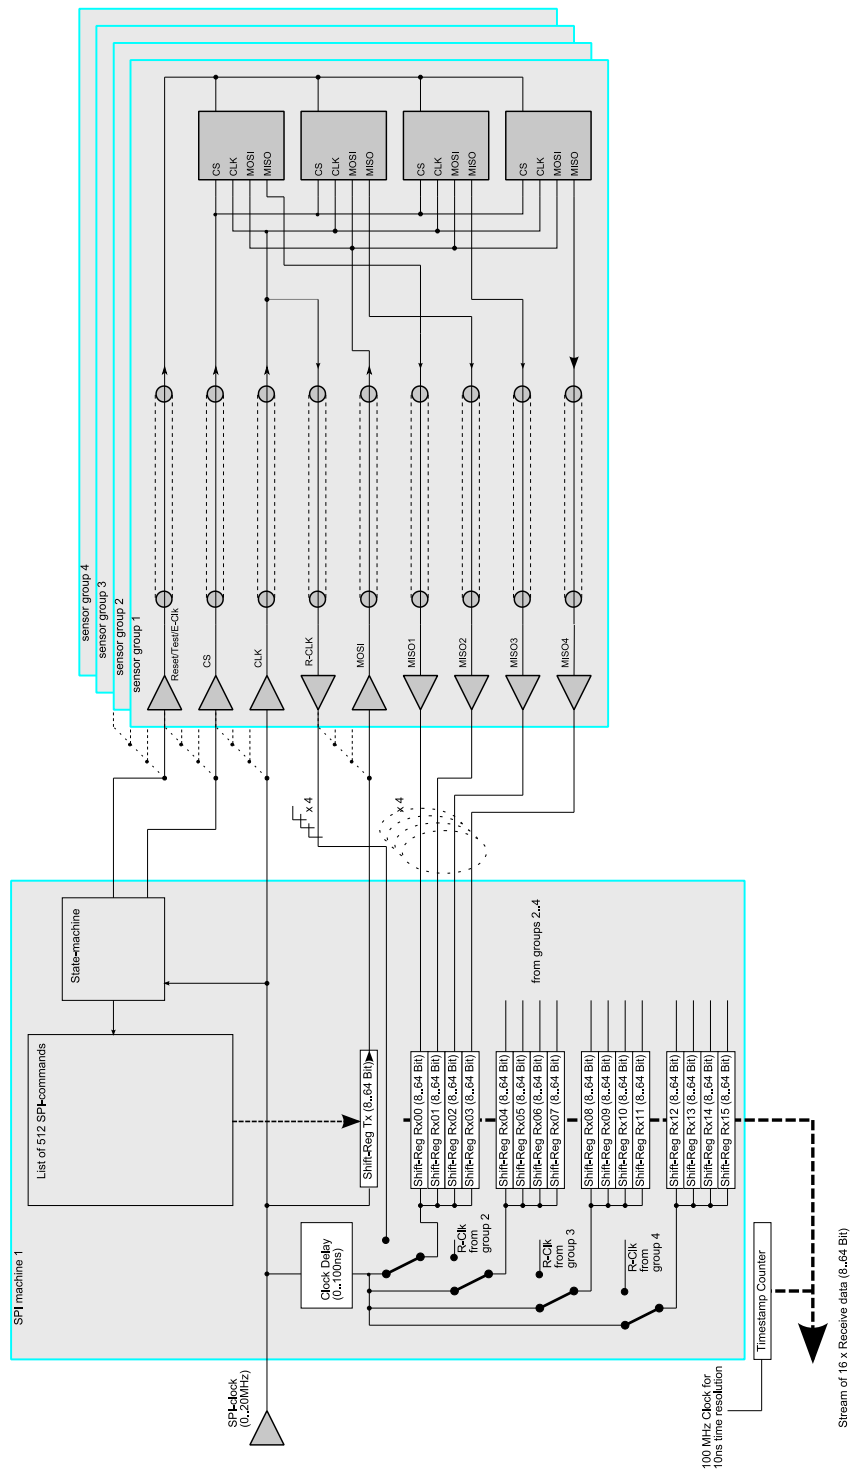 sensor group 4
sensor group 3
sensor group 2
sensor group 1
CS
CLK
MOSI
MISO
CS
CLK
MOSI
MISO
CS
CLK
MOSI
MISO
CS
CLK
MOSI
MISO
Reset/Test/E-Clk
CS
CLK
R-CLK
MOSI
MISO1
MISO2
MISO3
MISO4
x 4
x 4
SPI machine 1
State-machine
List of 512 SPI-commands
from groups 2..4
Shift-Reg Tx (8..64 Bit)
Shift-Reg Rx00 (8..64 Bit)
Shift-Reg Rx01 (8..64 Bit)
Shift-Reg Rx02 (8..64 Bit)
Shift-Reg Rx03 (8..64 Bit)
Shift-Reg Rx04 (8..64 Bit)
Shift-Reg Rx05 (8..64 Bit)
Shift-Reg Rx06 (8..64 Bit)
Shift-Reg Rx07 (8..64 Bit)
Shift-Reg Rx08 (8..64 Bit)
Shift-Reg Rx09 (8..64 Bit)
Shift-Reg Rx10 (8..64 Bit)
Shift-Reg Rx11 (8..64 Bit)
Shift-Reg Rx12 (8..64 Bit)
Shift-Reg Rx13 (8..64 Bit)
Shift-Reg Rx14 (8..64 Bit)
Shift-Reg Rx15 (8..64 Bit)
Clock Delay
(0..100ns)
R-Clk
from
group 2
R-Clk
from
group 3
R-Clk
from
group 4
Timestamp Counter
SPI-clock
(0..20MHz)
100 MHz Clock for
10ns time resolution
Stream of 16 x Receive data (8..64 Bit)